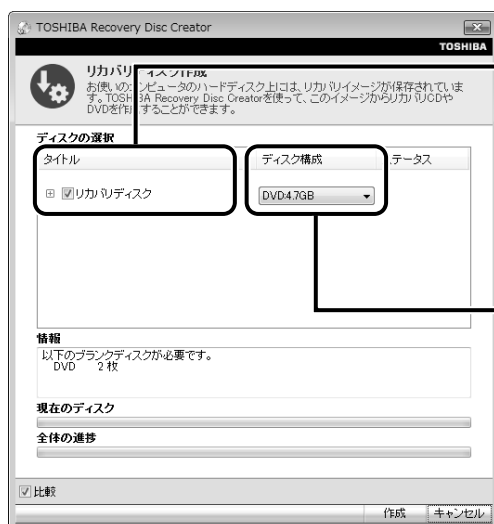 TOSHIBA Recovery Disc Creator
TOSHIBA
リカバリ ィスク作成
お使いの コンピュータのハードディスク上には、リカバリイメージが保存されていま
す。TOSHIBA Recovery Disc Creatorを使って、このイメージからリカバリCDや
DVDを作成することができます。
ディスクの選択
タイトル ディスク構成 テータス
リカバリディスク DVD:4.7GB
情報
以下のブランクディスクが必要です。
DVD 2枚
現在のディスク
全体の進捗
比較
作成 キャンセル